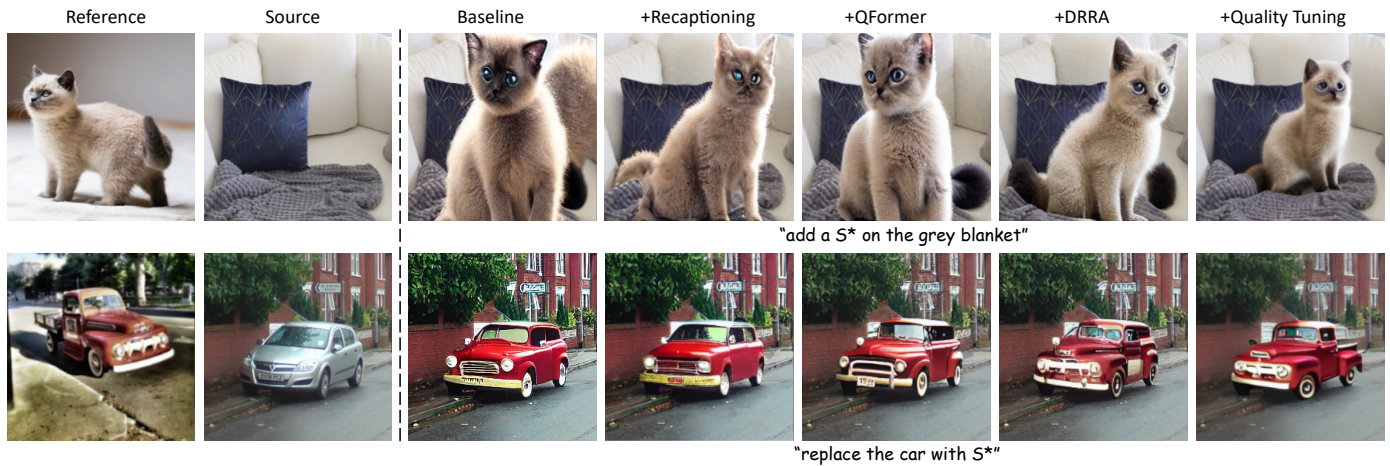 Reference Source Baseline +Recaptioning +QFormer +DRRA +Quality Tuning
“add a S* on the grey blanket”
“replace the car with S*”